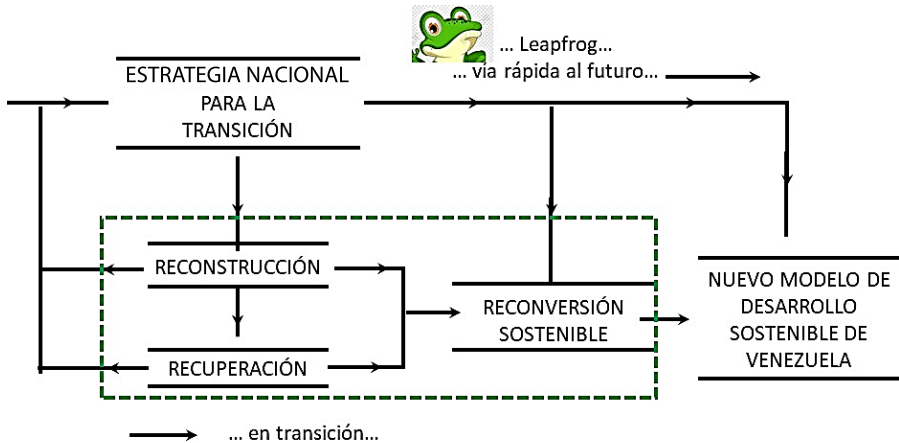 ... Leapfrog...
... vía rápida al futuro...
ESTRATEGIA NACIONAL
PARA LA
TRANSICIÓN
RECONSTRUCCIÓN
RECUPERACIÓN
RECONVERSIÓN
SOSTENIBLE
NUEVO MODELO DE
DESARROLLO
SOSTENIBLE DE
VENEZUELA
... en transición...